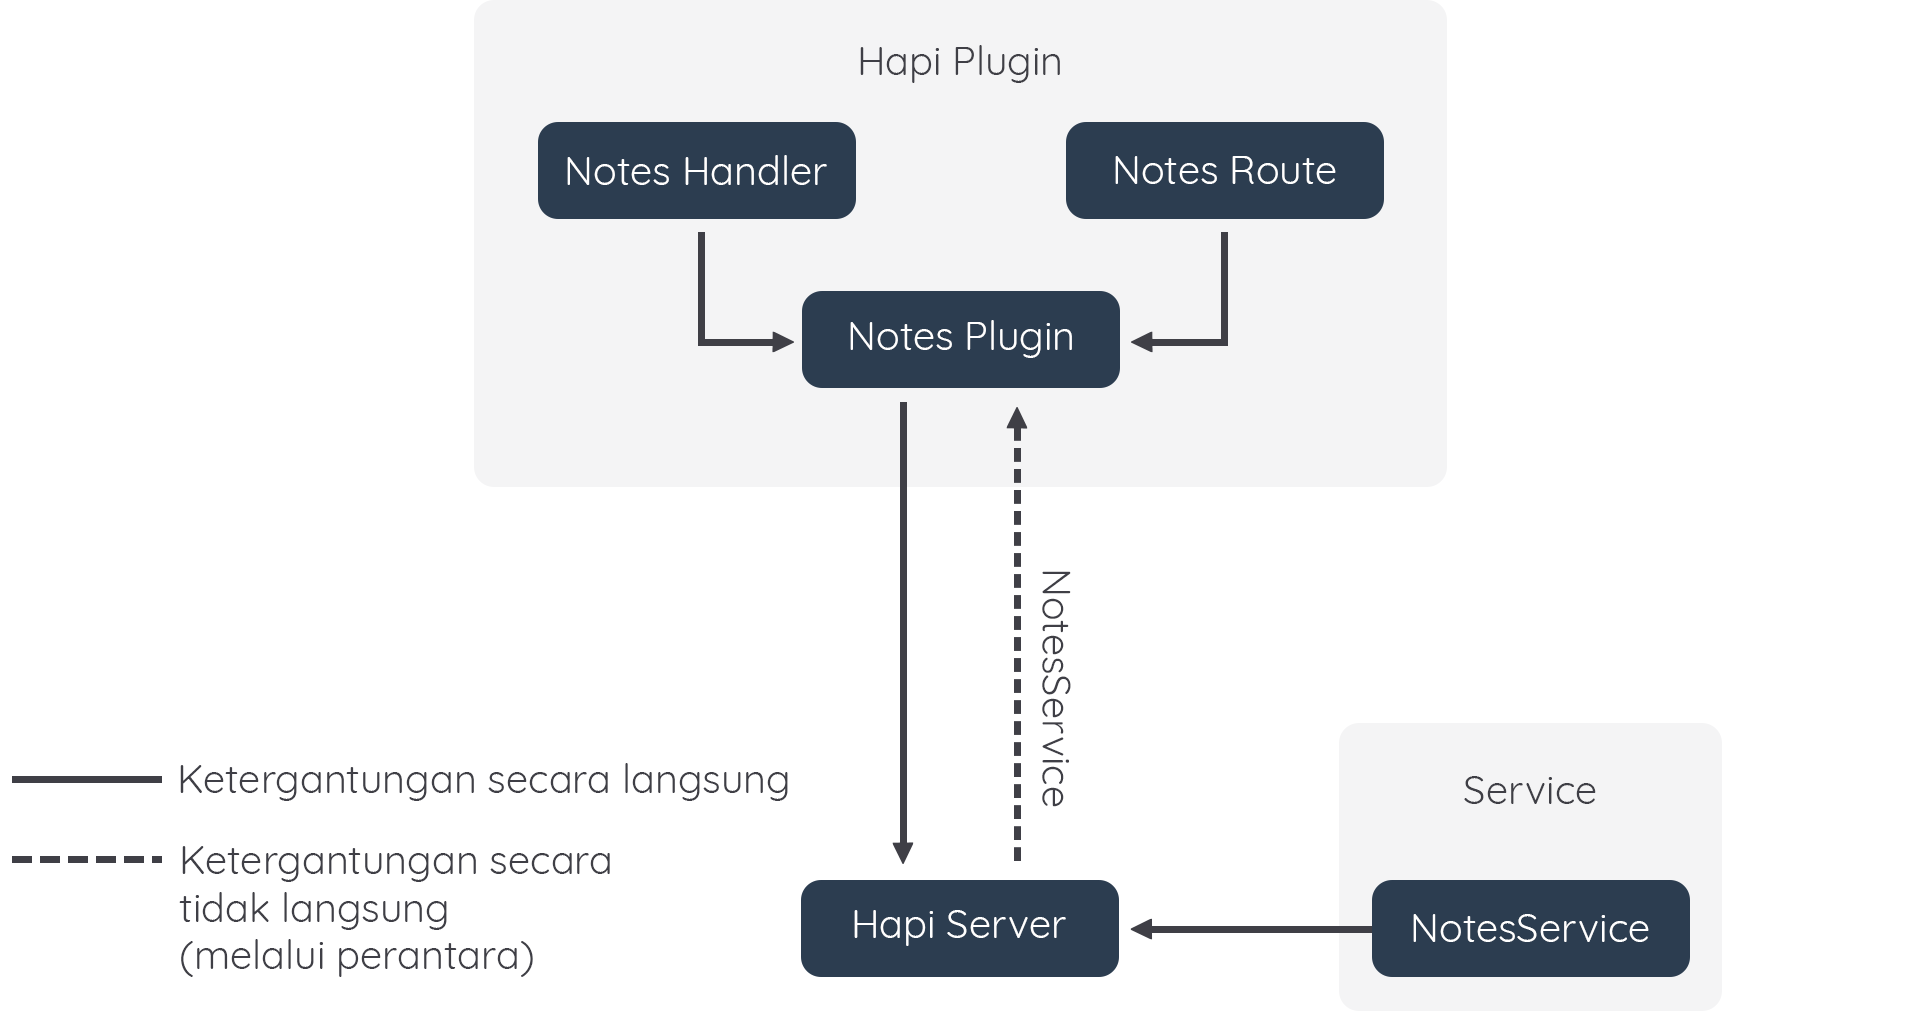 Hapi Plugin
Notes Handler
Notes Route
Notes Plugin
NotesService
Ketergantungan secara langsung
Ketergantungan secara
tidak langsung
(melalui perantara)
Service
Hapi Server
NotesService